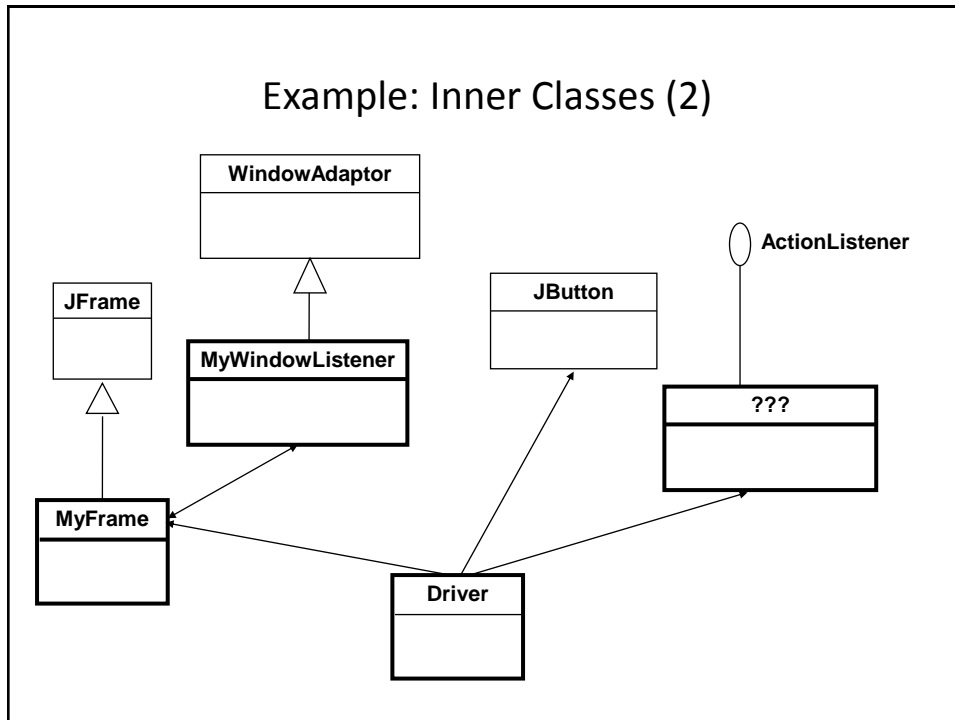 Example: Inner Classes (2)
WindowAdaptor
ActionListener
JFrame
JButton
MyWindowListener
???
MyFrame
Driver